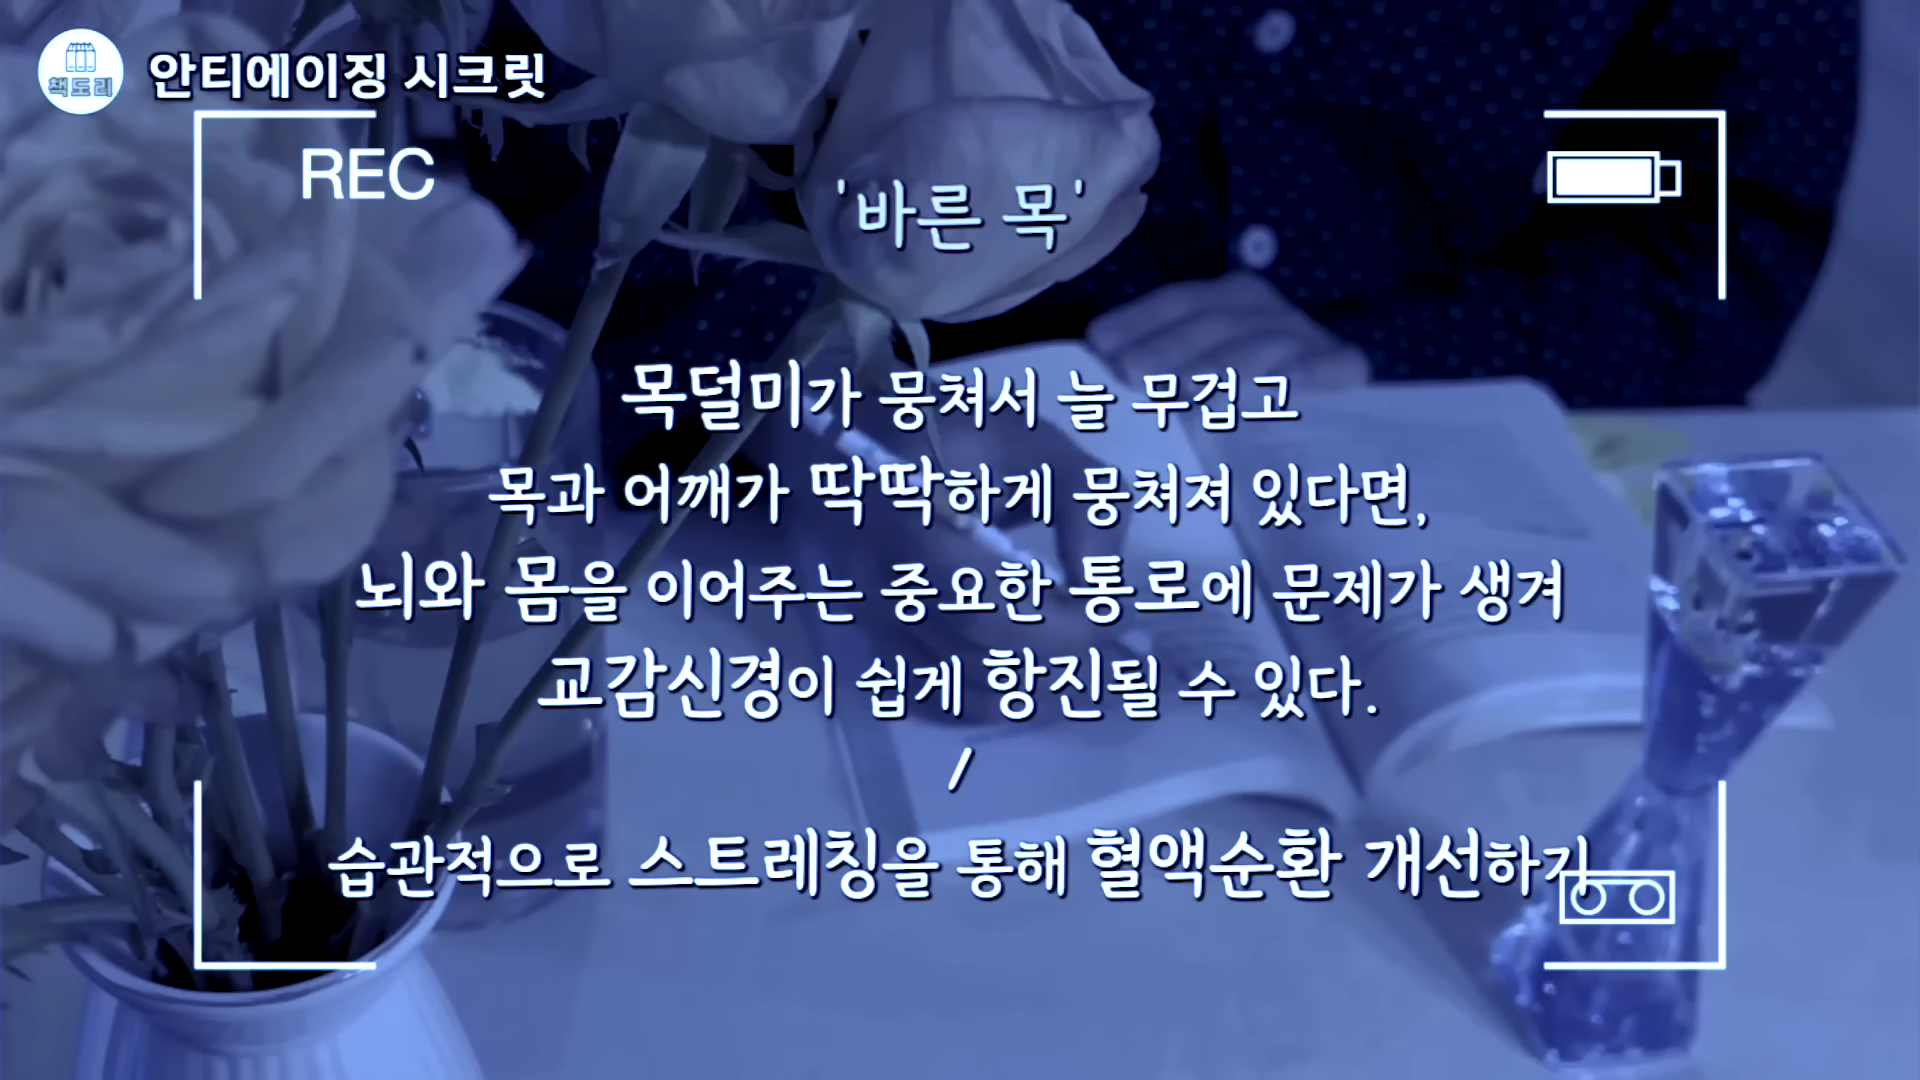 책도리
안티에이징 시크릿
REC
'바른 목'
목덜미가 뭉쳐서 늘 무겁고
목과 어깨가 딱딱하게 뭉쳐져 있다면,
뇌와 몸을 이어주는 중요한 통로에 문제가 생겨
교감신경이 쉽게 항진될 수 있다.
/
습관적으로 스트레칭을 통해 혈액순환 개선하기